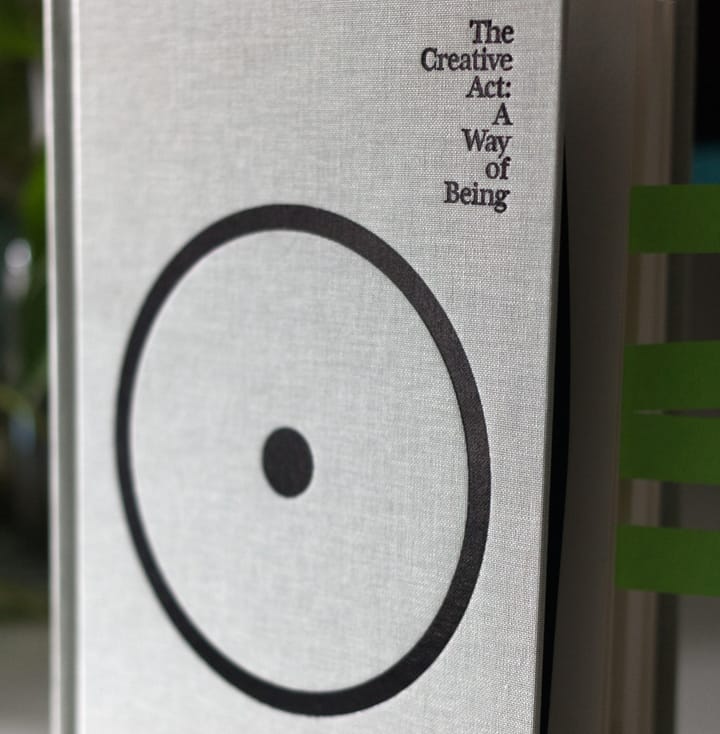 The
Creative
Act:
A
Way
of
Being